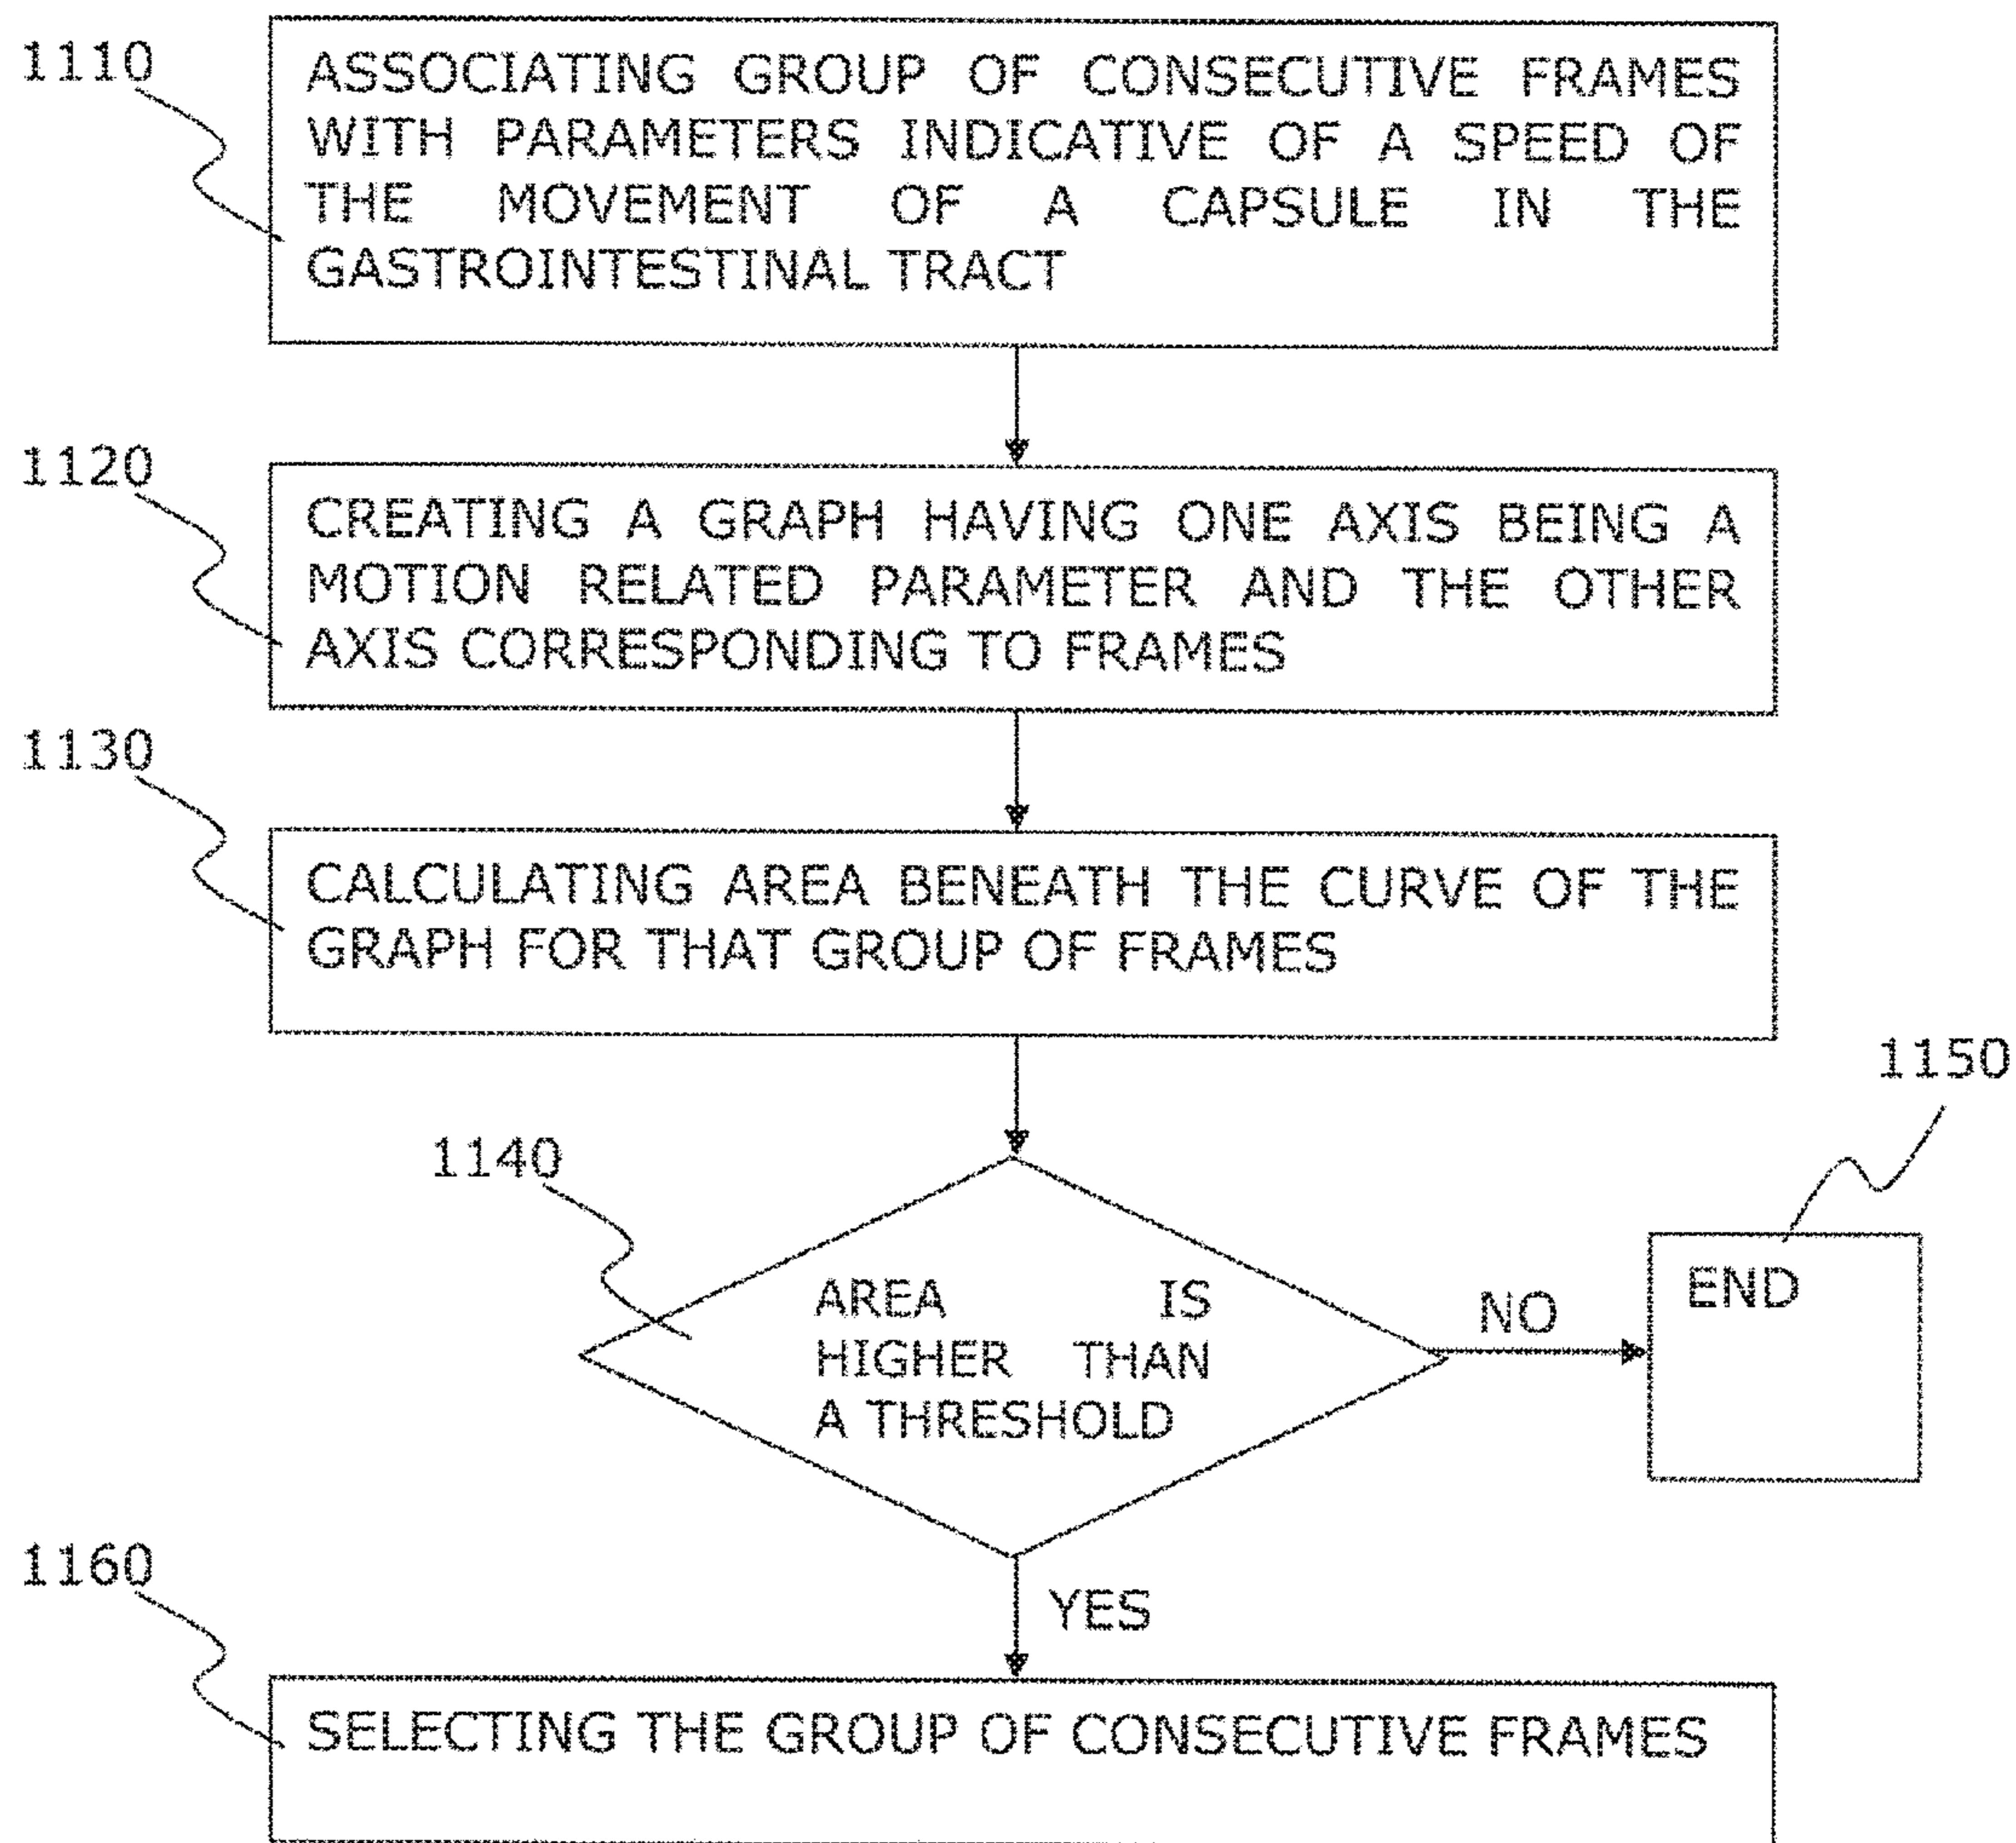 1110
ASSOCIATING GROUP OF CONSECUTIVE FRAMES
WITH PARAMETERS INDICATIVE OF A SPEED OF
THE MOVEMENT OF A CAPSULE IN THE
GASTROINTESTINAL TRACT
1120
CREATING A GRAPH HAVING ONE AXIS BEING A
MOTION RELATED PARAMETER AND THE OTHER
AXIS CORRESPONDING TO FRAMES
1130
CALCULATING AREA BENEATH THE CURVE OF THE
GRAPH FOR THAT GROUP OF FRAMES
1140
AREA IS
HIGHER THAN
A THRESHOLD
NO
1150
END
YES
1160
SELECTING THE GROUP OF CONSECUTIVE FRAMES